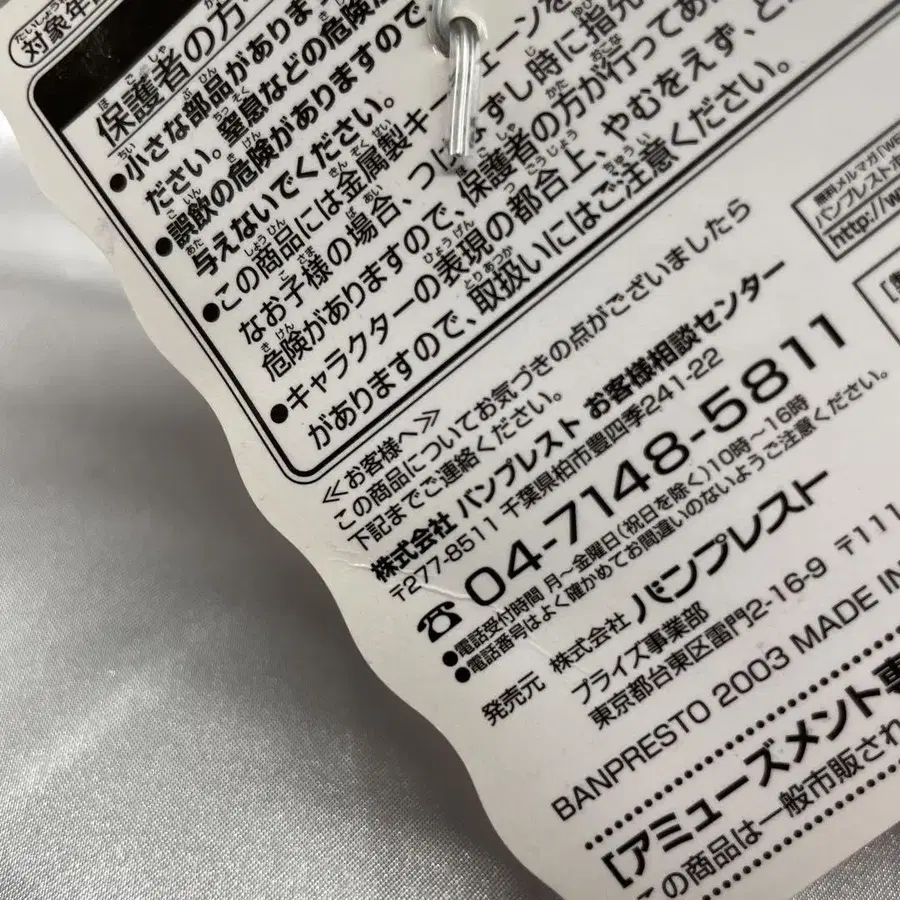 対象年齢
保護者の方
●小さな部品がありま
ださい。窒息などの危険が
●誤飲の危険がありますので
与えないでください。
●この商品には金属製キーチェーンを
なお子様の場合、つけはずし時に指先
危険がありますので、保護者の方が行ってあ
●キャラクターの表現の都合上、やむをえず、と
がありますので、取扱いにはご注意ください。
無料メルマガ「we
バンプレストホ
http://w
≪お客様へ≫
この商品についてお気づきの点がございましたら
下記までご連絡ください。
株式会社 バンプレスト お客様相談センター
〒277-8511 千葉県柏市豊四季241-22
☎ 04-7148-5811
●電話受付時間 月～金曜日(祝日を除く)10時～16時
●電話番号はよく確かめてお間違いのないようご注意ください。
発売元 株式会社 バンプレスト
プライズ事業部 〒111
東京都台東区雷門2-16-9
BANPRESTO 2003 MADE IN
[アミューズメント専
この商品は一般市販され